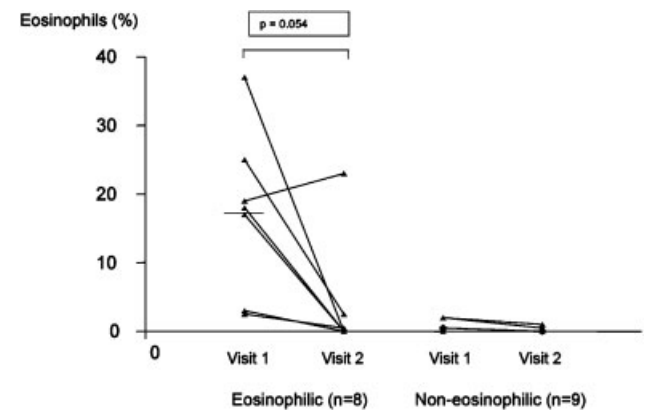 Eosinophils (%)
p = 0.054
40
30
20
10
0
0
Visit 1 Visit 2 Visit 1 Visit 2
Eosinophilic (n=8) Non-eosinophilic (n=9)